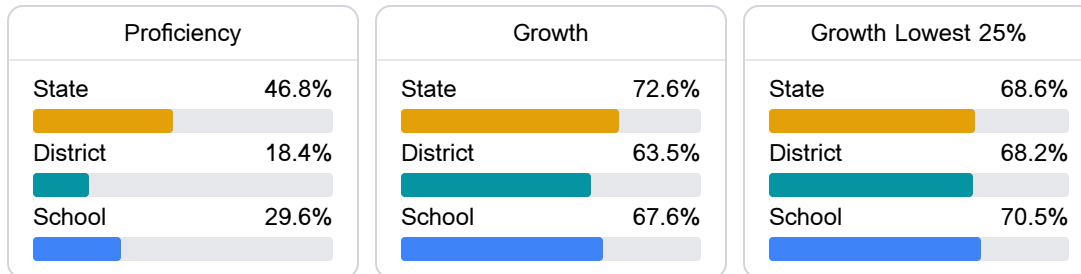 Proficiency
State 46.8%
District 18.4%
School 29.6%
Growth
State 72.6%
District 63.5%
School 67.6%
Growth Lowest 25%
State 68.6%
District 68.2%
School 70.5%